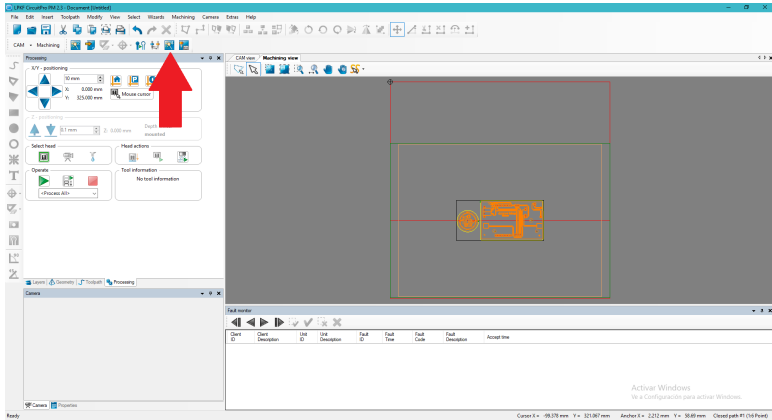 LPKF CircuitPro PM 2.3 - Document [Untitled]
File Edit Insert Toolpath Modify View Select Wizards Machining Camera Extras Help
CAM Machining
Processing
X/Y - positioning
10 mm
X: 0,000 mm
Y: 325,000 mm
Mouse cursor
Z - positioning
0.1 mm
Z: 0,000 mm
Depth
mounted
Select head
Head actions
Operate
<Process All>
Tool information
No tool information
Layers Geometry Toolpath Processing
Camera
Camera Properties
CAM view Machining view
Fault monitor
Client ID Client Description Unit ID Unit Description Fault ID Fault Time Fault Code Fault Description Accept time
Activar Windows
Ve a Configuración para activar Windows.
Ready
Cursor X = -99.378 mm Y = 321.067 mm Anchor X = 2.212 mm Y = 56.69 mm Closed path #1 (1:6 Point)